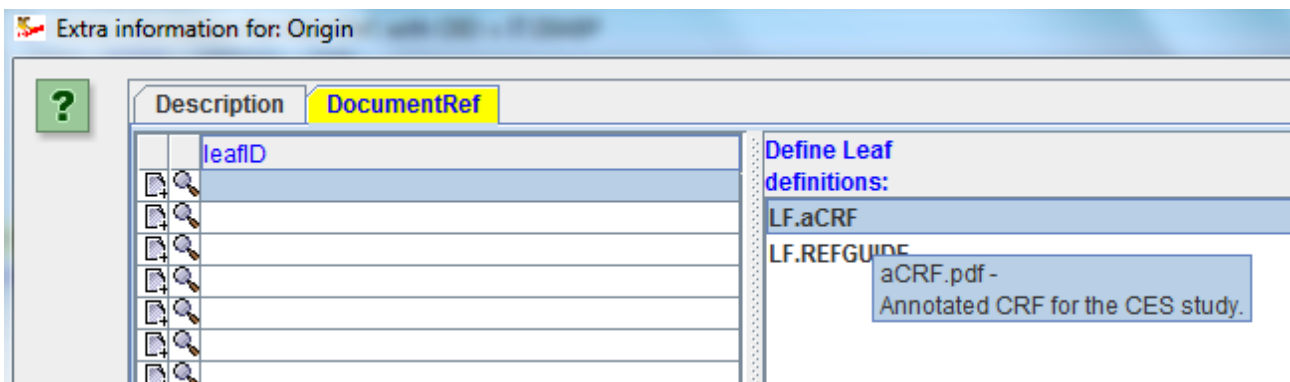 Extra information for: Origin
?
Description DocumentRef
leafID
Define Leaf
definitions:
LF.aCRF
LF.REFGUIDE
aCRF.pdf -
Annotated CRF for the CES study.